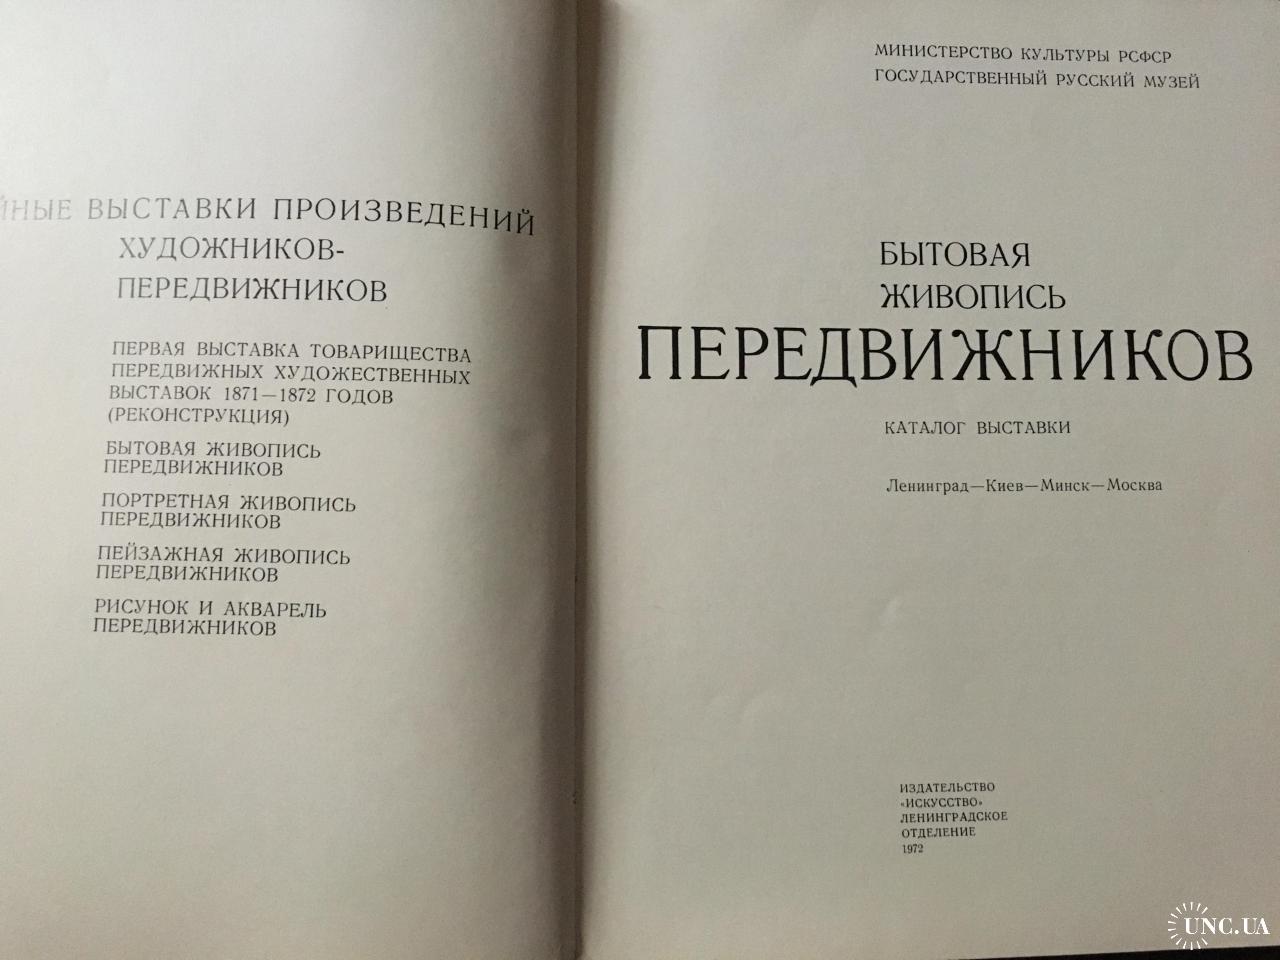 ВЫСТАВКИ ПРОИЗВЕДЕНИЙ
ХУДОЖНИКОВ-
ПЕРЕДВИЖНИКОВ
ПЕРВАЯ ВЫСТАВКА ТОВАРИЩЕСТВА
ПЕРЕДВИЖНЫХ ХУДОЖЕСТВЕННЫХ
ВЫСТАВОК 1871—1872 ГОДОВ
(РЕКОНСТРУКЦИЯ)
БЫТОВАЯ ЖИВОПИСЬ
ПЕРЕДВИЖНИКОВ
ПОРТРЕТНАЯ ЖИВОПИСЬ
ПЕРЕДВИЖНИКОВ
ПЕЙЗАЖНАЯ ЖИВОПИСЬ
ПЕРЕДВИЖНИКОВ
РИСУНОК И АКВАРЕЛЬ
ПЕРЕДВИЖНИКОВ
МИНИСТЕРСТВО КУЛЬТУРЫ РСФСР
ГОСУДАРСТВЕННЫЙ РУССКИЙ МУЗЕЙ
БЫТОВАЯ
ЖИВОПИСЬ
ПЕРЕДВИЖНИКОВ
КАТАЛОГ ВЫСТАВКИ
Ленинград—Киев—Минск—Москва
ИЗДАТЕЛЬСТВО
«ИСКУССТВО»
ЛЕНИНГРАДСКОЕ
ОТДЕЛЕНИЕ
1972
UNC.UA